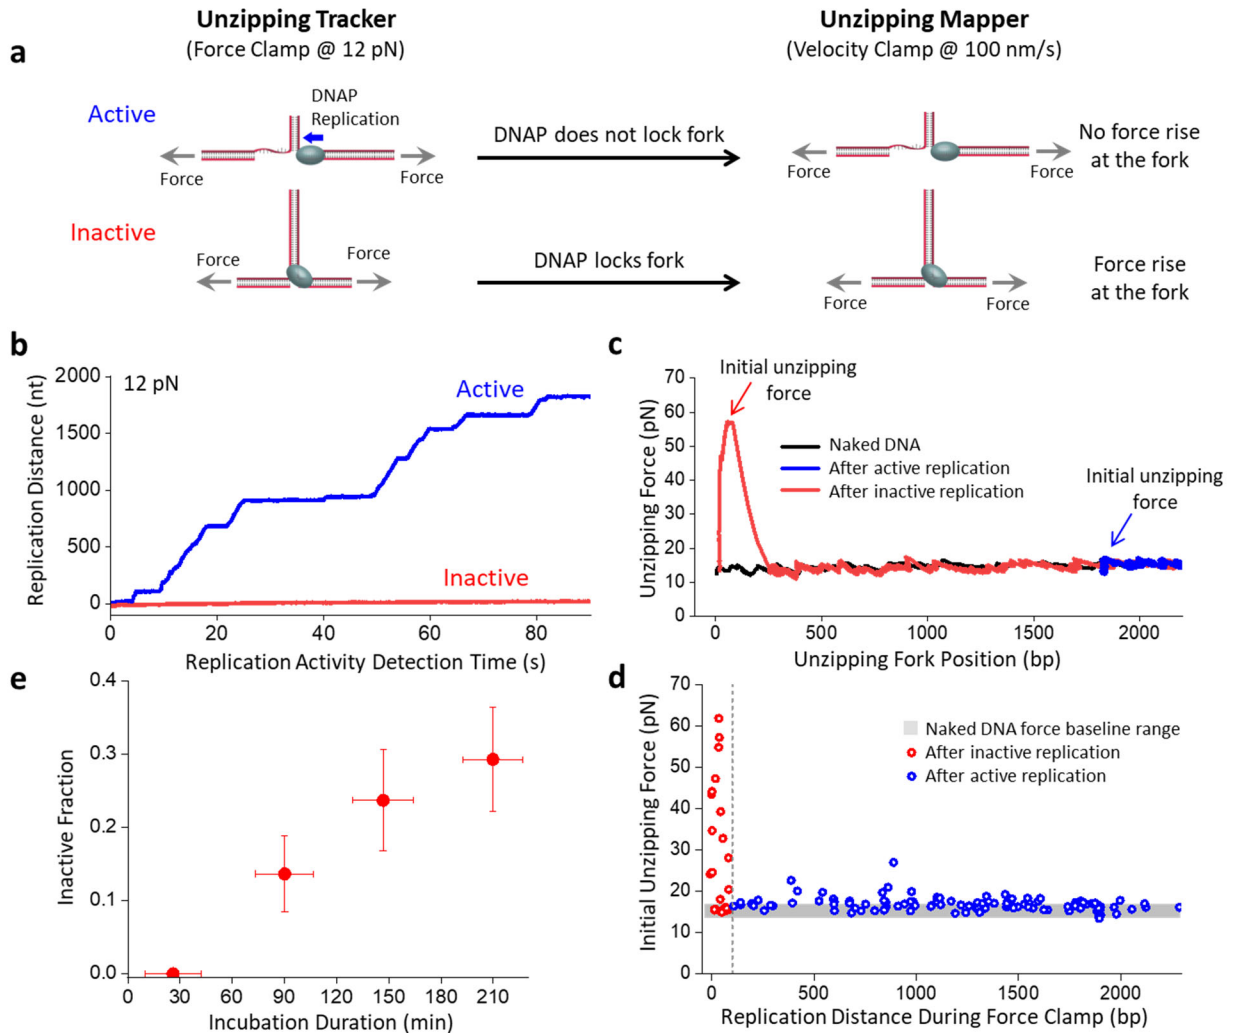 Unzipping Tracker
(Force Clamp @ 12 pN)
Unzipping Mapper
(Velocity Clamp @ 100 nm/s)
a
Active
DNAP
Replication
Force
Force
DNAP does not lock fork
Force
Force
No force rise
at the fork
Inactive
Force
Force
DNAP locks fork
Force
Force
Force rise
at the fork
b
12 pN
Active
Inactive
Replication Distance (nt)
2000
1500
1000
500
0
0 20 40 60 80
Replication Activity Detection Time (s)
c
Initial unzipping
force
Naked DNA
After active replication
After inactive replication
Initial unzipping
force
Unzipping Force (pN)
70
60
50
40
30
20
10
0
0 500 1000 1500 2000
Unzipping Fork Position (bp)
e
Inactive Fraction
0.4
0.3
0.2
0.1
0.0
0 30 60 90 120 150 180 210
Incubation Duration (min)
d
Naked DNA force baseline range
After inactive replication
After active replication
Initial Unzipping Force (pN)
70
60
50
40
30
20
10
0
0 500 1000 1500 2000
Replication Distance During Force Clamp (bp)